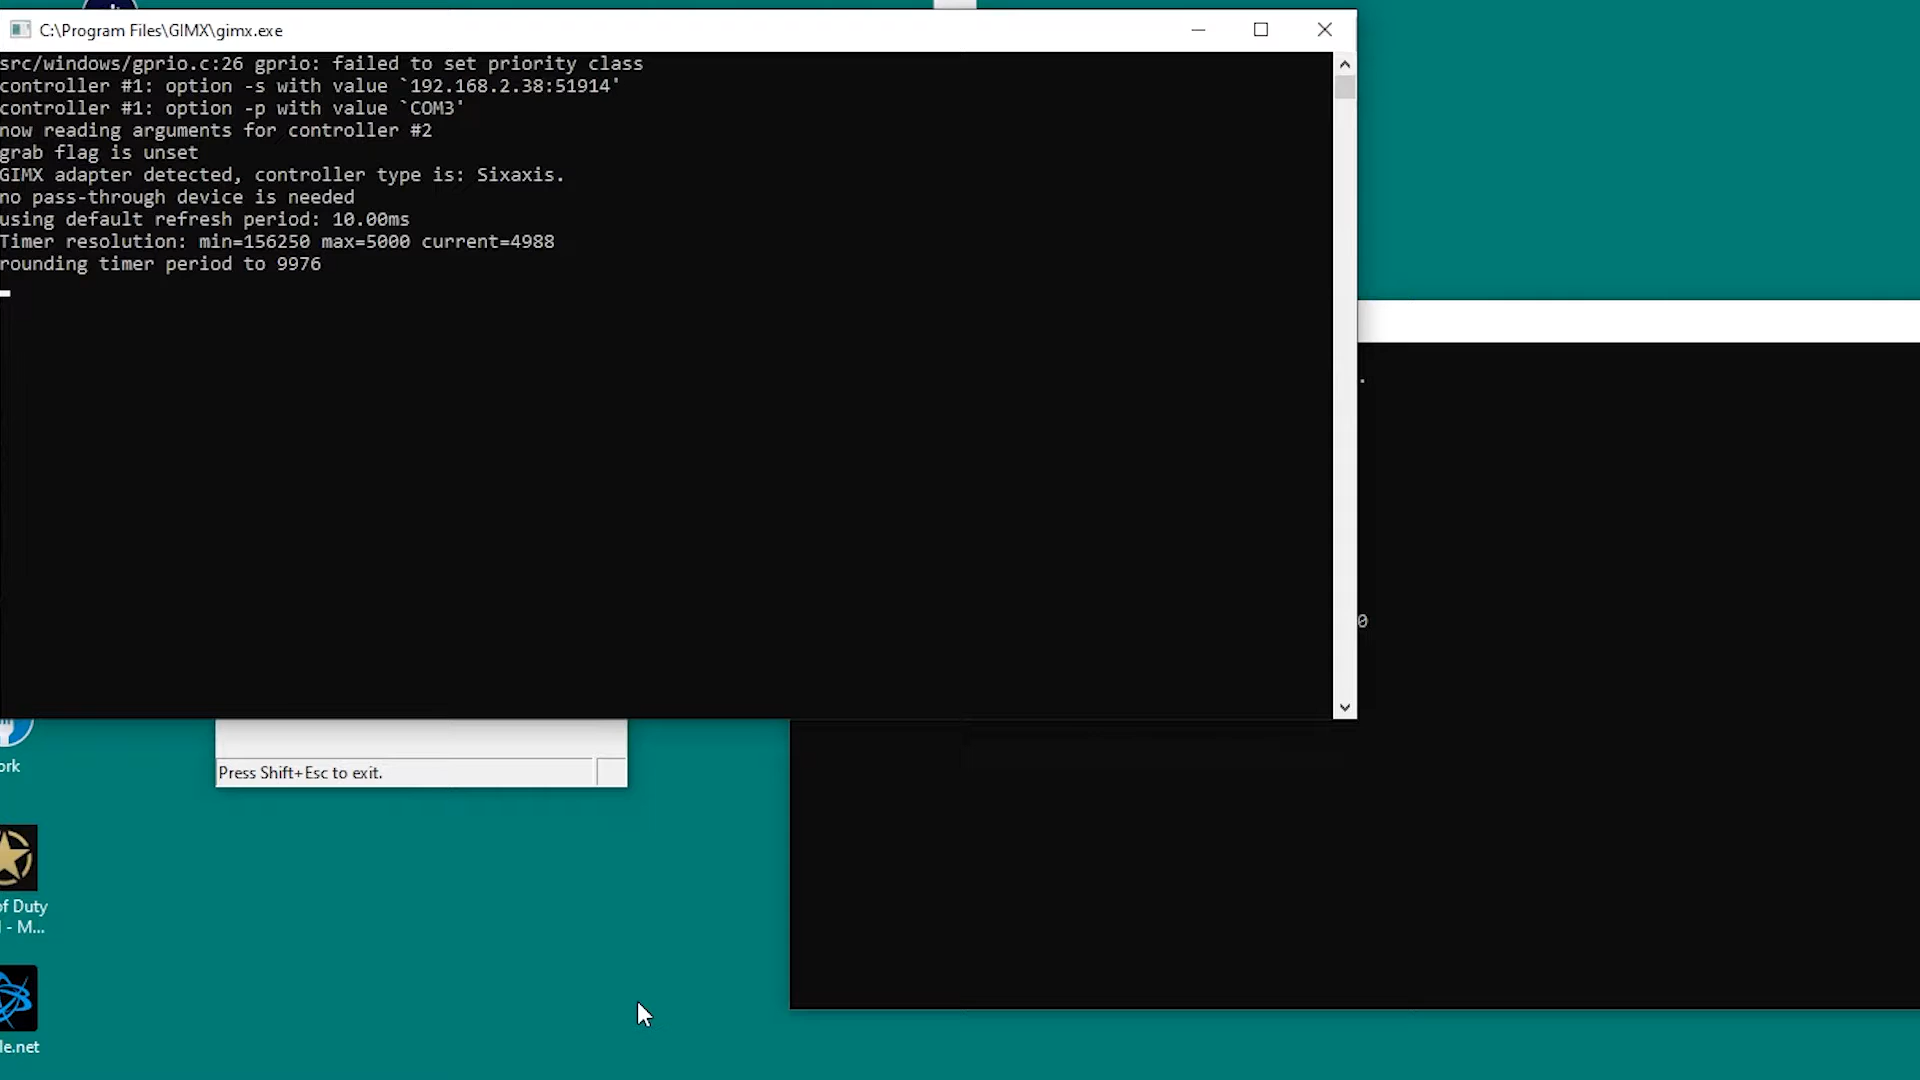 C:\Program Files\GIMX\gimx.exe
src/windows/gprio.c:26 gprio: failed to set priority class
controller #1: option -s with value `192.168.2.38:51914'
controller #1: option -p with value `COM3'
now reading arguments for controller #2
grab flag is unset
GIMX adapter detected, controller type is: Sixaxis.
no pass-through device is needed
using default refresh period: 10.00ms
Timer resolution: min=156250 max=5000 current=4988
rounding timer period to 9976
.
0
ork
Press Shift+Esc to exit.
of Duty
- M...
le.net